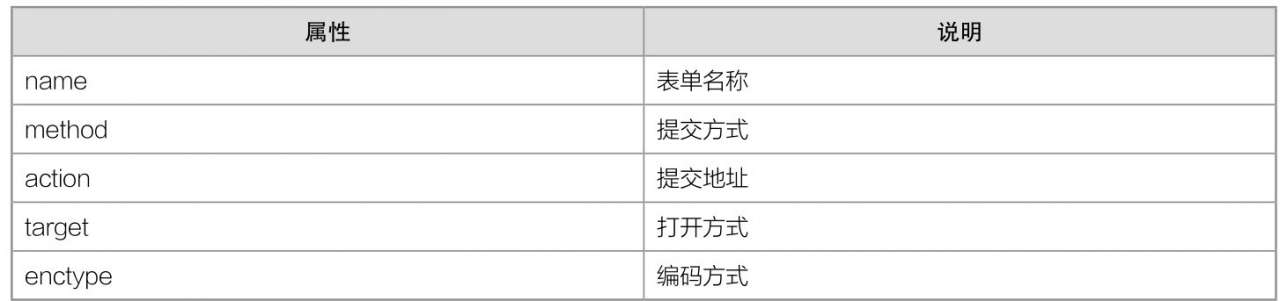 属性 说明
name 表单名称
method 提交方式
action 提交地址
target 打开方式
enctype 编码方式